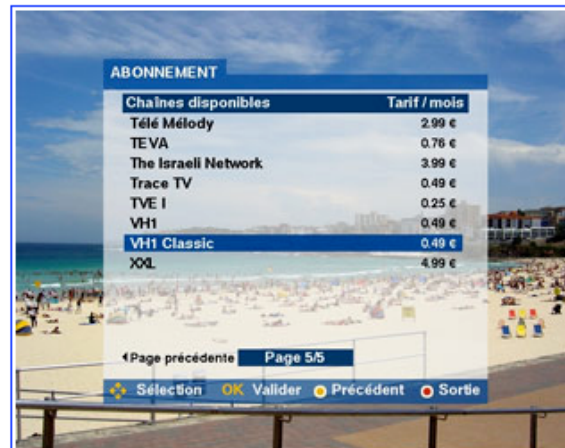 ABONNEMENT
Chaînes disponibles Tarif / mois
Télé Mélody 2.99 €
TEVA 0.76 €
The Israeli Network 3.99 €
Trace TV 0.49 €
TVE I 0.25 €
VH1 0.49 €
VH1 Classic 0.49 €
XXL 4.99 €
Page précédente Page 5/5
Sélection OK Valider Précédent Sortie